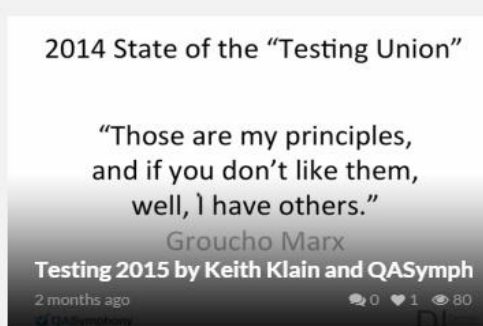 2014 State of the “Testing Union”
“Those are my principles,
and if you don’t like them,
well, I have others.”
Groucho Marx
Testing 2015 by Keith Klain and QASymph
2 months ago
0 1 80
QASymphony